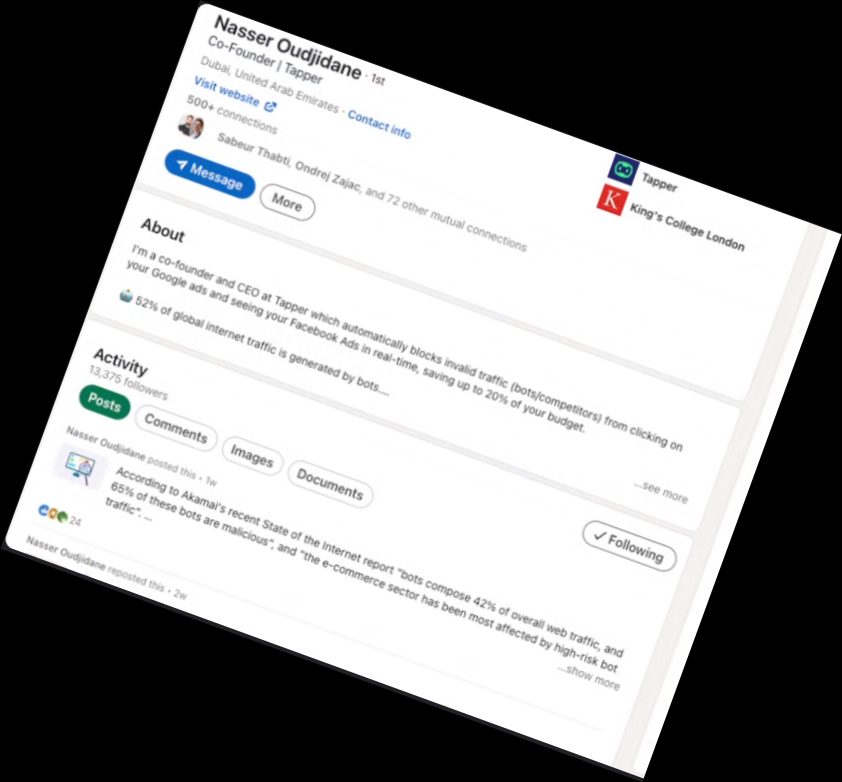 Nasser Oudjidane · 1st
Co-Founder | Tapper
Dubai, United Arab Emirates · Contact info
Visit website
500+ connections
Sabeur Thabti, Ondrej Zajac, and 72 other mutual connections
Message
More
Tapper
K
King's College London
About
I'm a co-founder and CEO at Tapper which automatically blocks invalid traffic (bots/competitors) from clicking on
your Google ads and seeing your Facebook Ads in real-time, saving up to 20% of your budget.
52% of global internet traffic is generated by bots....
...see more
Activity
13,375 followers
Following
Posts
Comments
Images
Documents
Nasser Oudjidane posted this • 1w
According to Akamai's recent State of the Internet report "bots compose 42% of overall web traffic, and
65% of these bots are malicious", and "the e-commerce sector has been most affected by high-risk bot
traffic". ...
...show more
24
Nasser Oudjidane reposted this • 2w